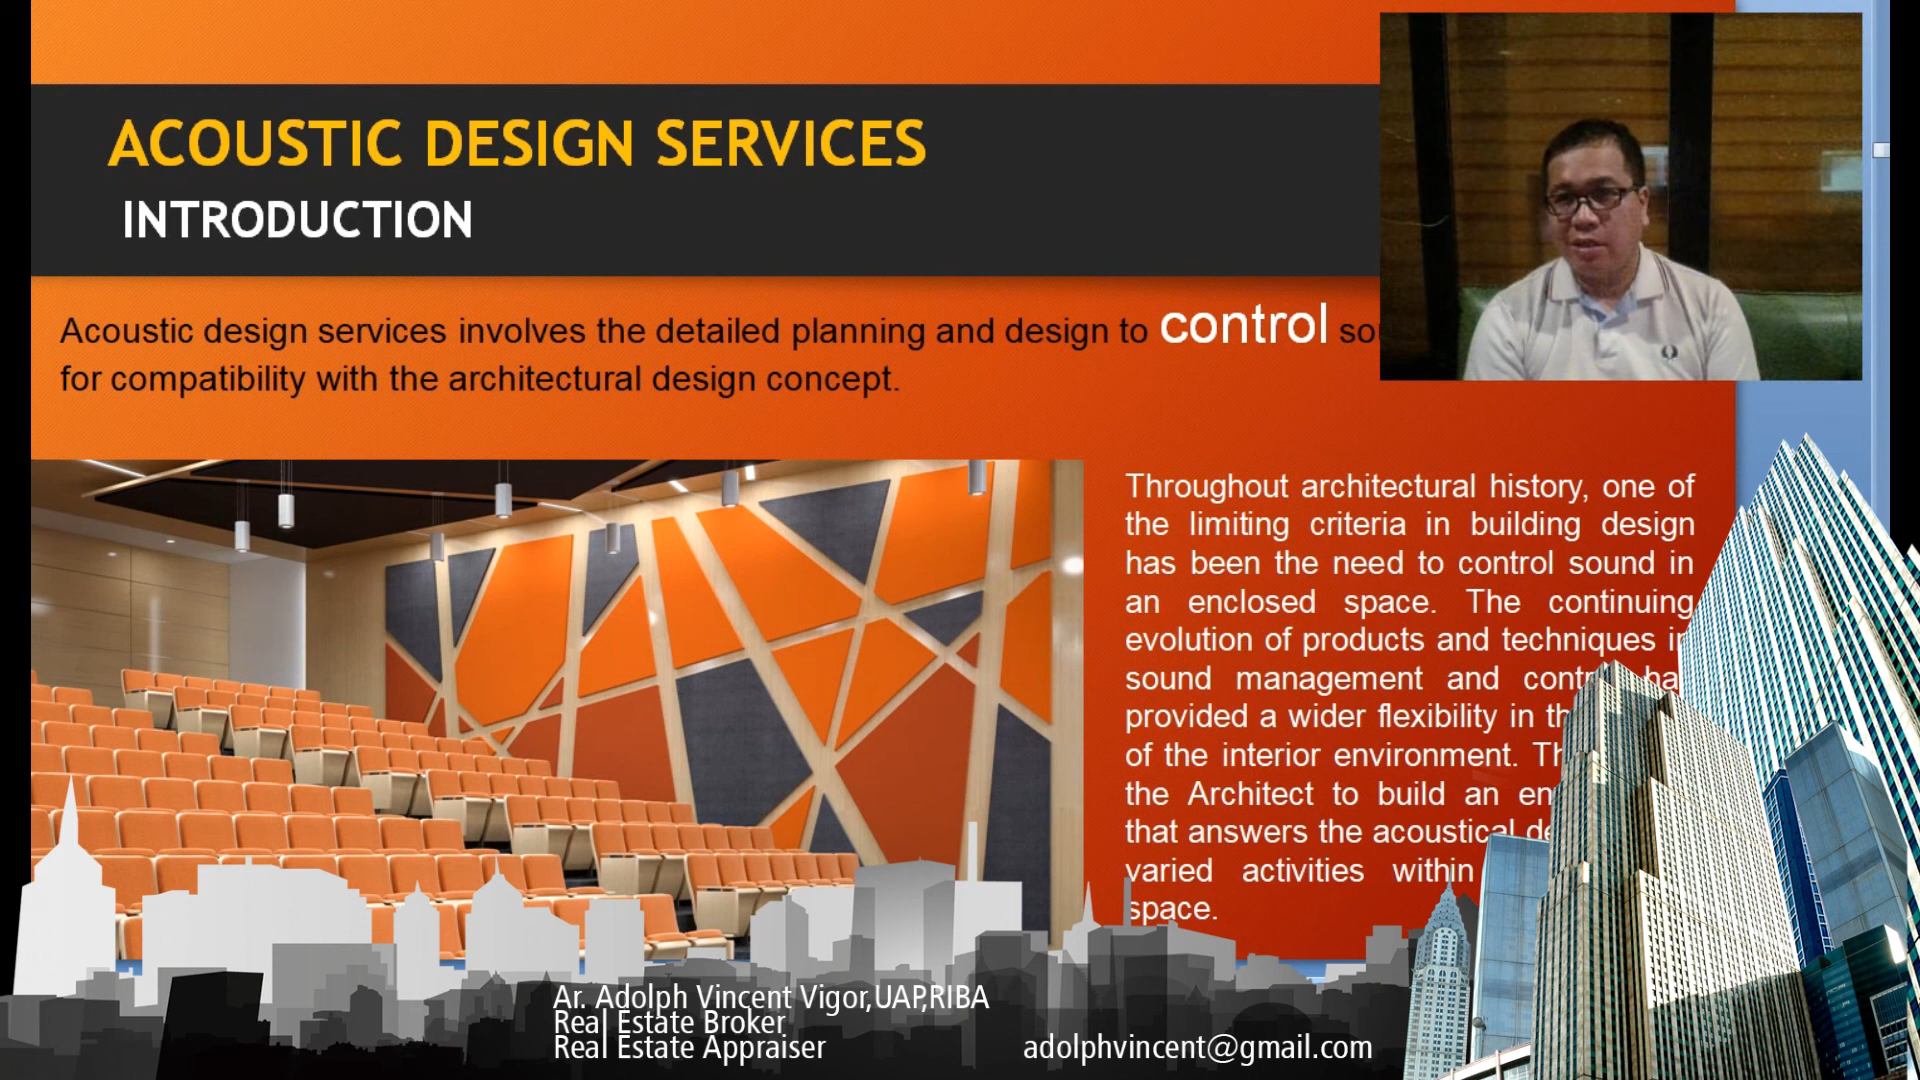 ACOUSTIC DESIGN SERVICES
INTRODUCTION
Acoustic design services involves the detailed planning and design to control
for compatibility with the architectural design concept.
Throughout architectural history, one of
the limiting criteria in building design
has been the need to control sound in
an enclosed space. The continuing
evolution of products and techniques
sound management and
provided a wider flexibility in
of the interior environment.
the Architect to build an
that answers the acoustical
varied activities within
space.
Ar. Adolph Vincent Vigor,UAP,RIBA
Real Estate Broker
Real Estate Appraiser
adolphvincent@gmail.com